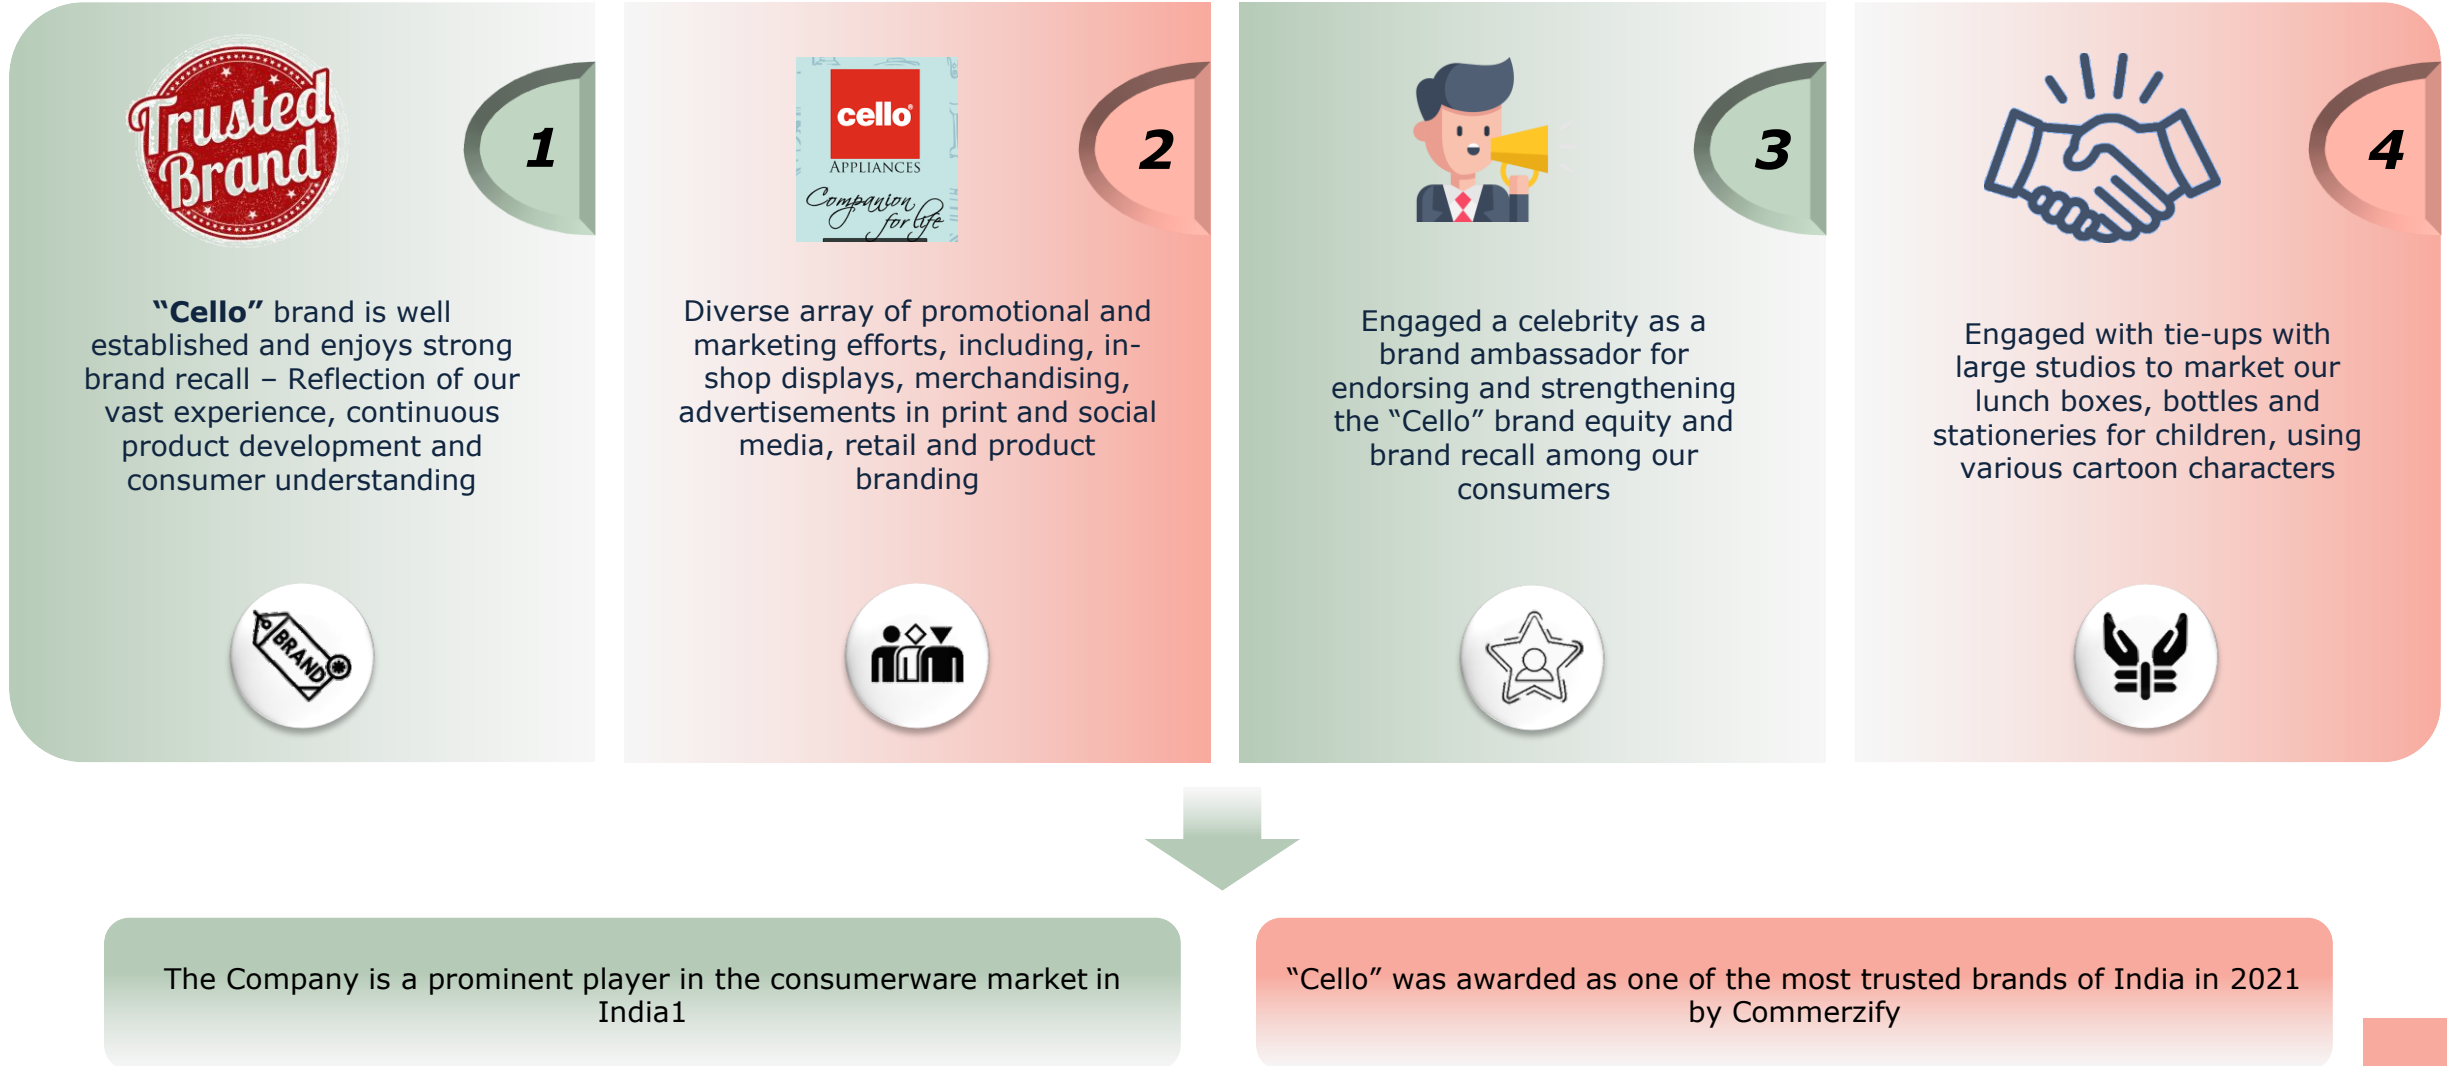 Trusted
Brand
1
“Cello” brand is well
established and enjoys strong
brand recall – Reflection of our
vast experience, continuous
product development and
consumer understanding
BRAND
cello®
APPLIANCES
Companion
for life
2
Diverse array of promotional and
marketing efforts, including, in-
shop displays, merchandising,
advertisements in print and social
media, retail and product
branding
3
Engaged a celebrity as a
brand ambassador for
endorsing and strengthening
the “Cello” brand equity and
brand recall among our
consumers
4
Engaged with tie-ups with
large studios to market our
lunch boxes, bottles and
stationeries for children, using
various cartoon characters
The Company is a prominent player in the consumerware market in
India1
“Cello” was awarded as one of the most trusted brands of India in 2021
by Commerzify